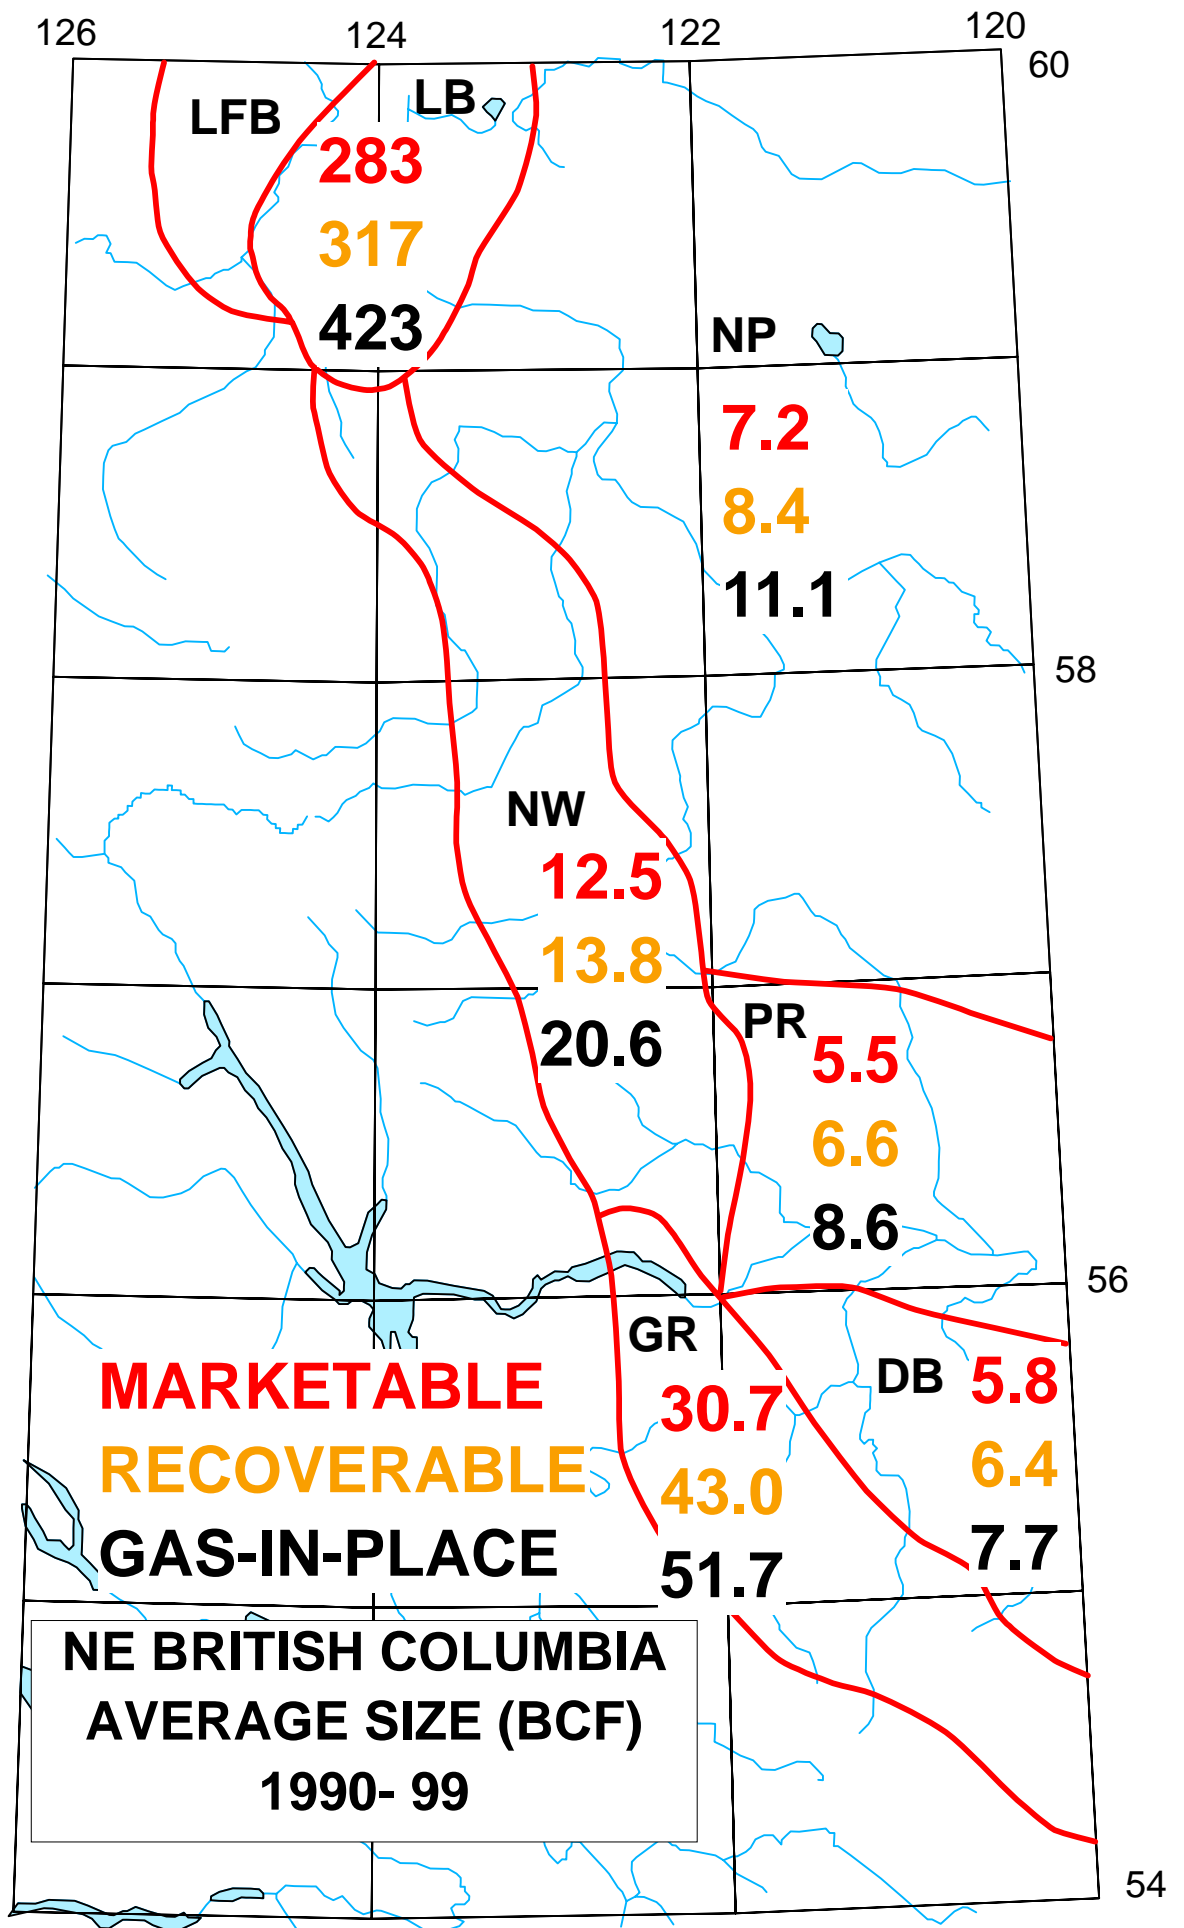 126
124
122
120
60
LFB
LB
283
317
423
NP
7.2
8.4
11.1
58
NW
12.5
13.8
20.6
PR
5.5
6.6
8.6
56
GR
30.7
43.0
51.7
DB
5.8
6.4
7.7
MARKETABLE
RECOVERABLE
GAS-IN-PLACE
NE BRITISH COLUMBIA
AVERAGE SIZE (BCF)
1990- 99
54